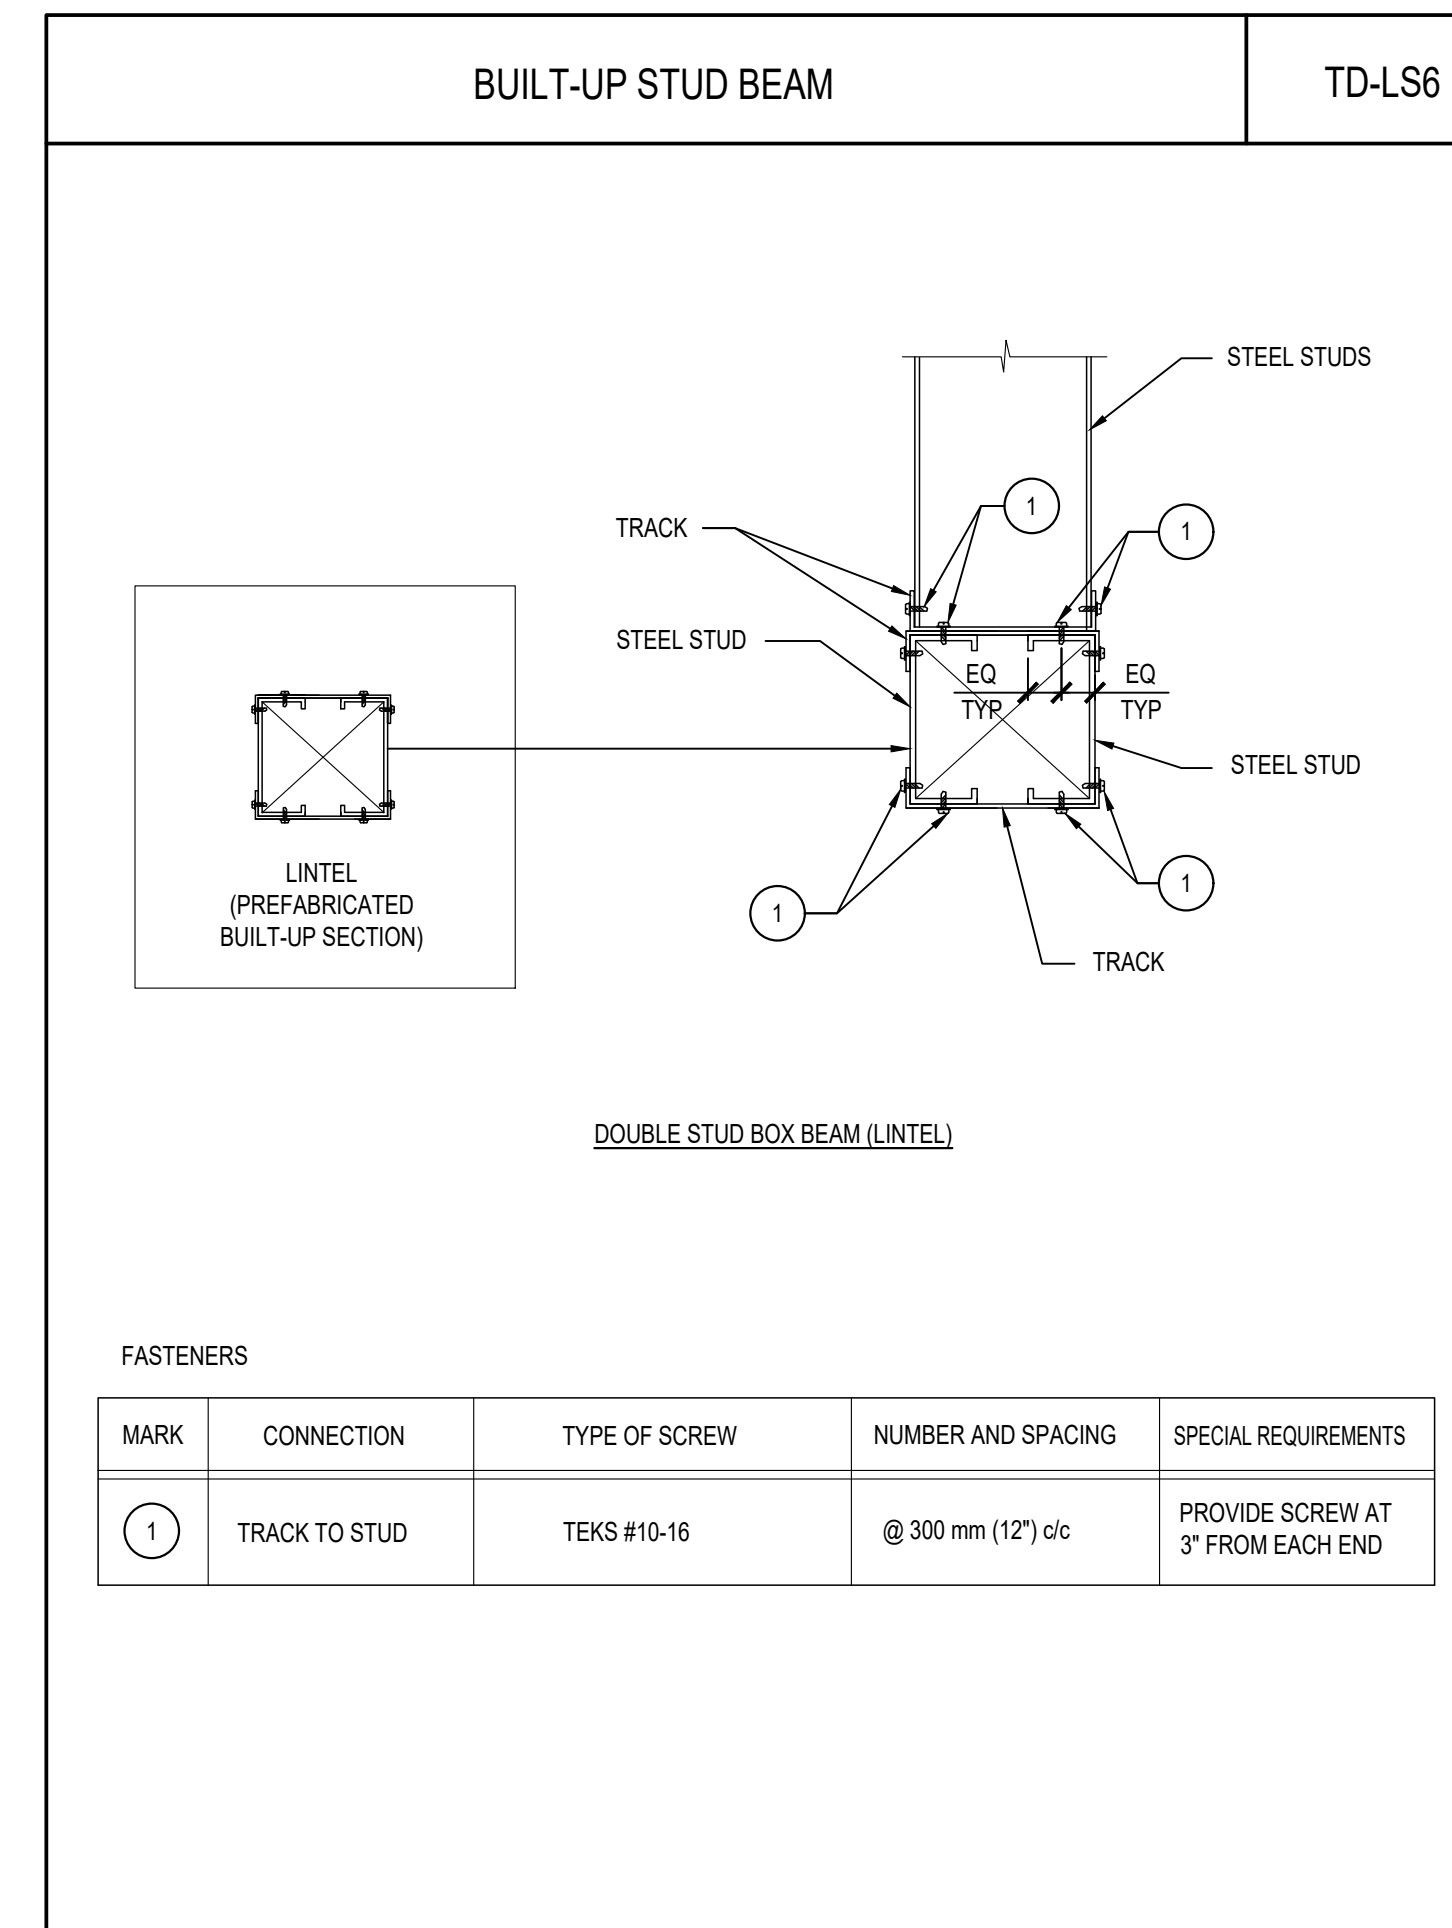 BUILT-UP STUD BEAM
TD-LS6
STEEL STUDS
1
1
TRACK
STEEL STUD
EQ
TYP
EQ
TYP
STEEL STUD
LINTEL
(PREFABRICATED
BUILT-UP SECTION)
1
1
TRACK
DOUBLE STUD BOX BEAM (LINTEL)
FASTENERS
MARK CONNECTION TYPE OF SCREW NUMBER AND SPACING SPECIAL REQUIREMENTS
1 TRACK TO STUD TEKS #10-16 @ 300 mm (12") c/c PROVIDE SCREW AT
3" FROM EACH END